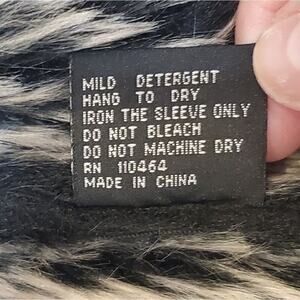 MILD DETERGENT
HANG TO DRY
IRON THE SLEEVE ONLY
DO NOT BLEACH
DO NOT MACHINE DRY
RN 110464
MADE IN CHINA